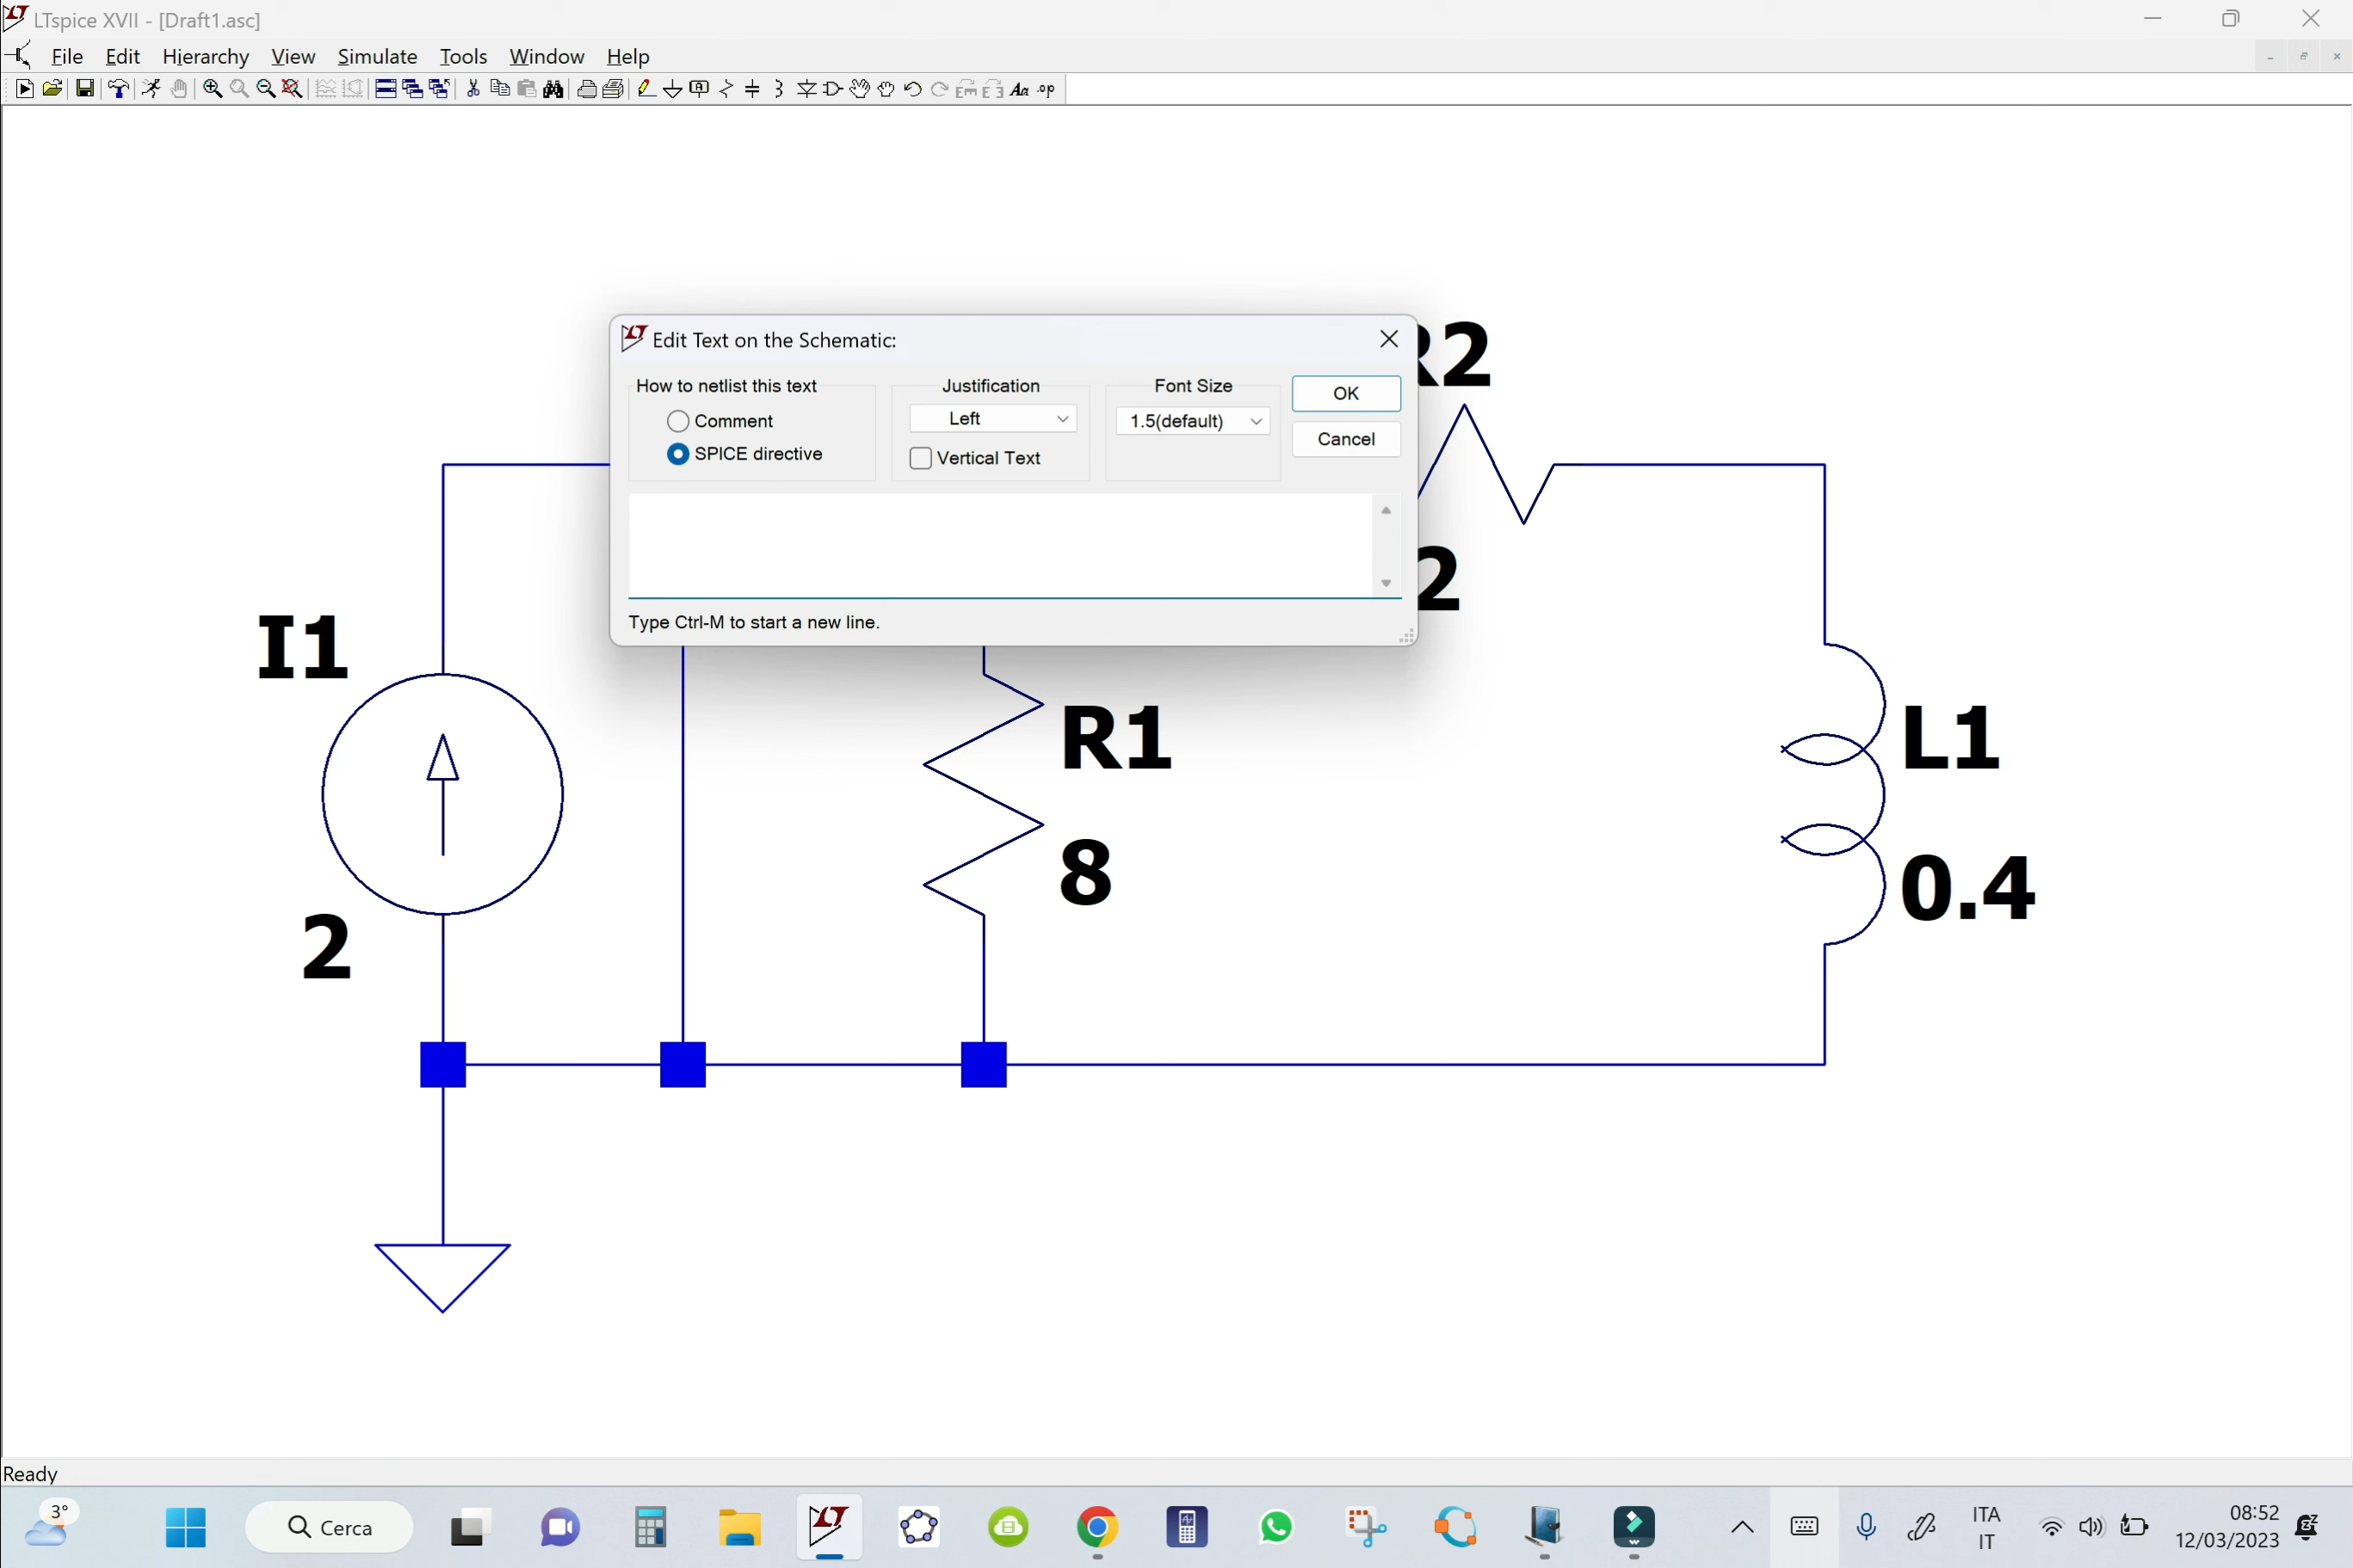 LTspice XVII - [Draft1.asc]
File Edit Hierarchy View Simulate Tools Window Help
Aa .op
Edit Text on the Schematic:
How to netlist this text
Comment
SPICE directive
Justification
Left
Vertical Text
Font Size
1.5(default)
OK
Cancel
Type Ctrl-M to start a new line.
R2
2
I1
2
R1
8
L1
0.4
Ready
3°
Cerca
ITA
IT
08:52
12/03/2023